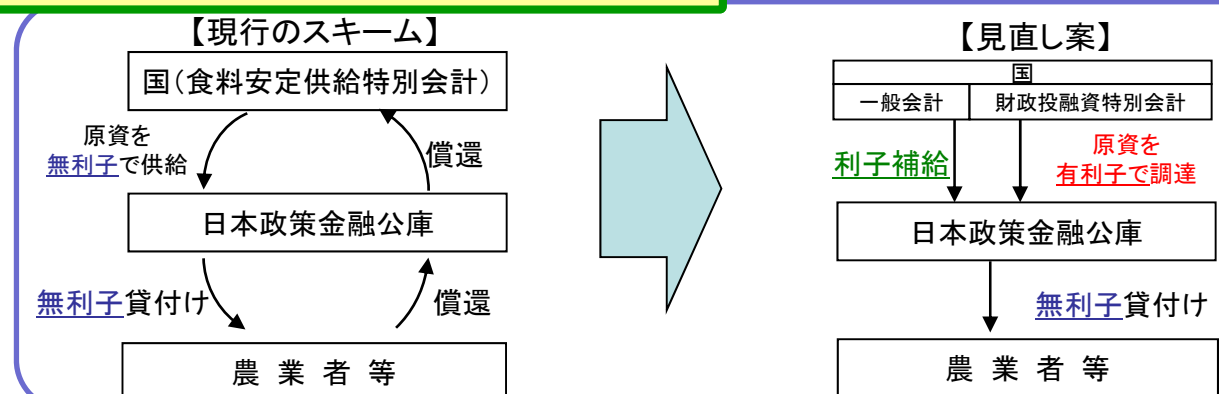 【現行のスキーム】
国(食料安定供給特別会計)
原資を
無利子で供給
償還
日本政策金融公庫
無利子貸付け
償還
農 業 者 等
【見直し案】
国
一般会計
財政投融資特別会計
利子補給
原資を
有利子で調達
日本政策金融公庫
無利子貸付け
農 業 者 等